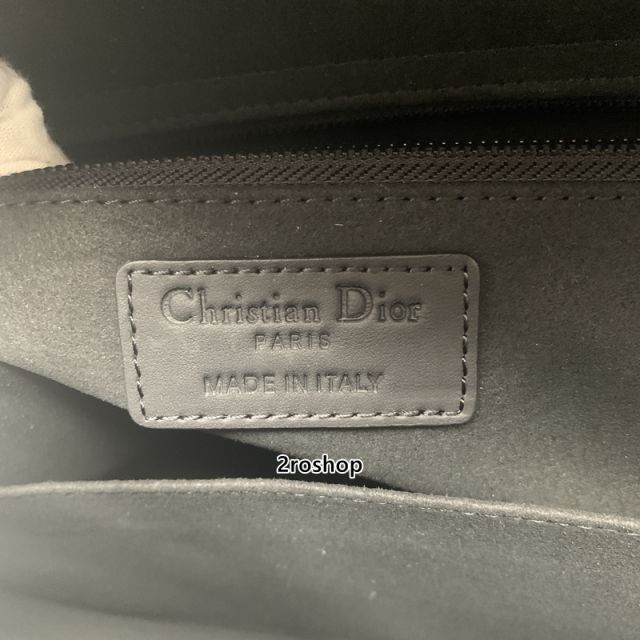 Christian Dior
PARIS
MADE IN ITALY
2roshop